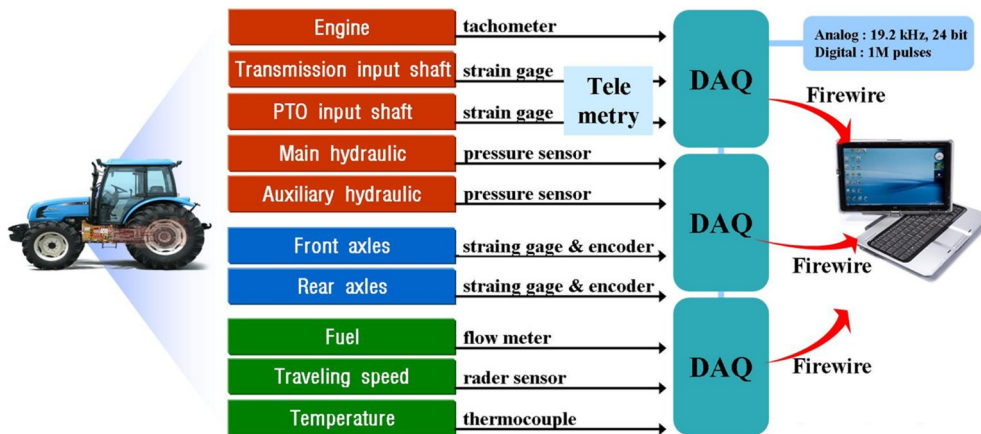 Engine
tachometer
Transmission input shaft
strain gage
PTO input shaft
strain gage
Tele
metry
Main hydraulic
pressure sensor
Auxiliary hydraulic
pressure sensor
Front axles
straing gage & encoder
Rear axles
straing gage & encoder
Fuel
flow meter
Traveling speed
rader sensor
Temperature
thermocouple
DAQ
DAQ
DAQ
Analog : 19.2 kHz, 24 bit
Digital : 1M pulses
Firewire
Firewire
Firewire